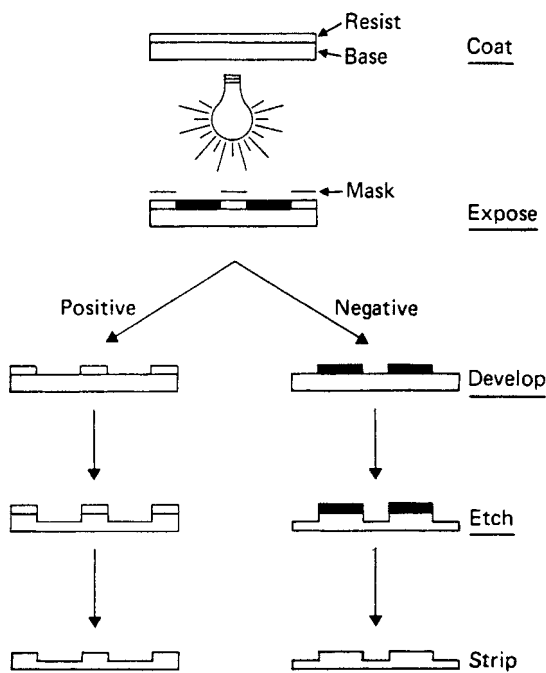 Resist
Base
Coat
Mask
Expose
Positive
Negative
Develop
Etch
Strip